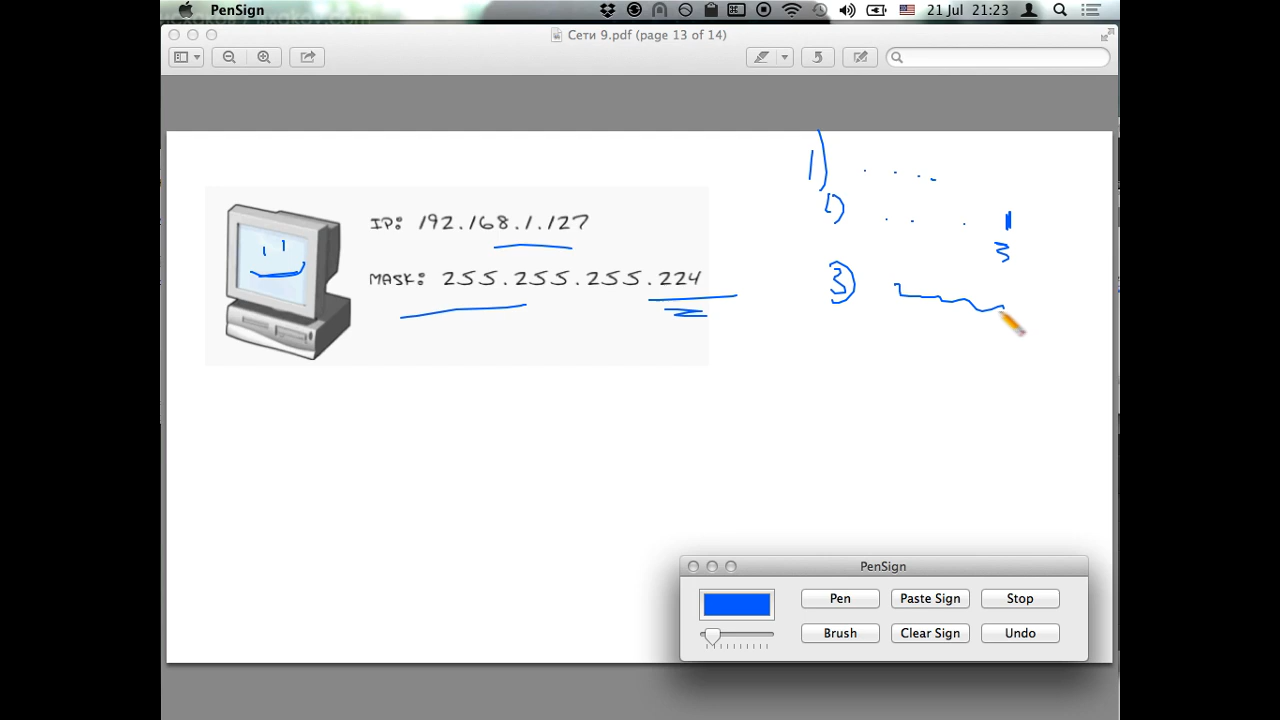 PenSign
21 Jul 21:23
Сети 9.pdf (page 13 of 14)
1)
2)
3
3)
IP: 192.168.1.127
MASK: 255.255.255.224
PenSign
Pen
Paste Sign
Stop
Brush
Clear Sign
Undo